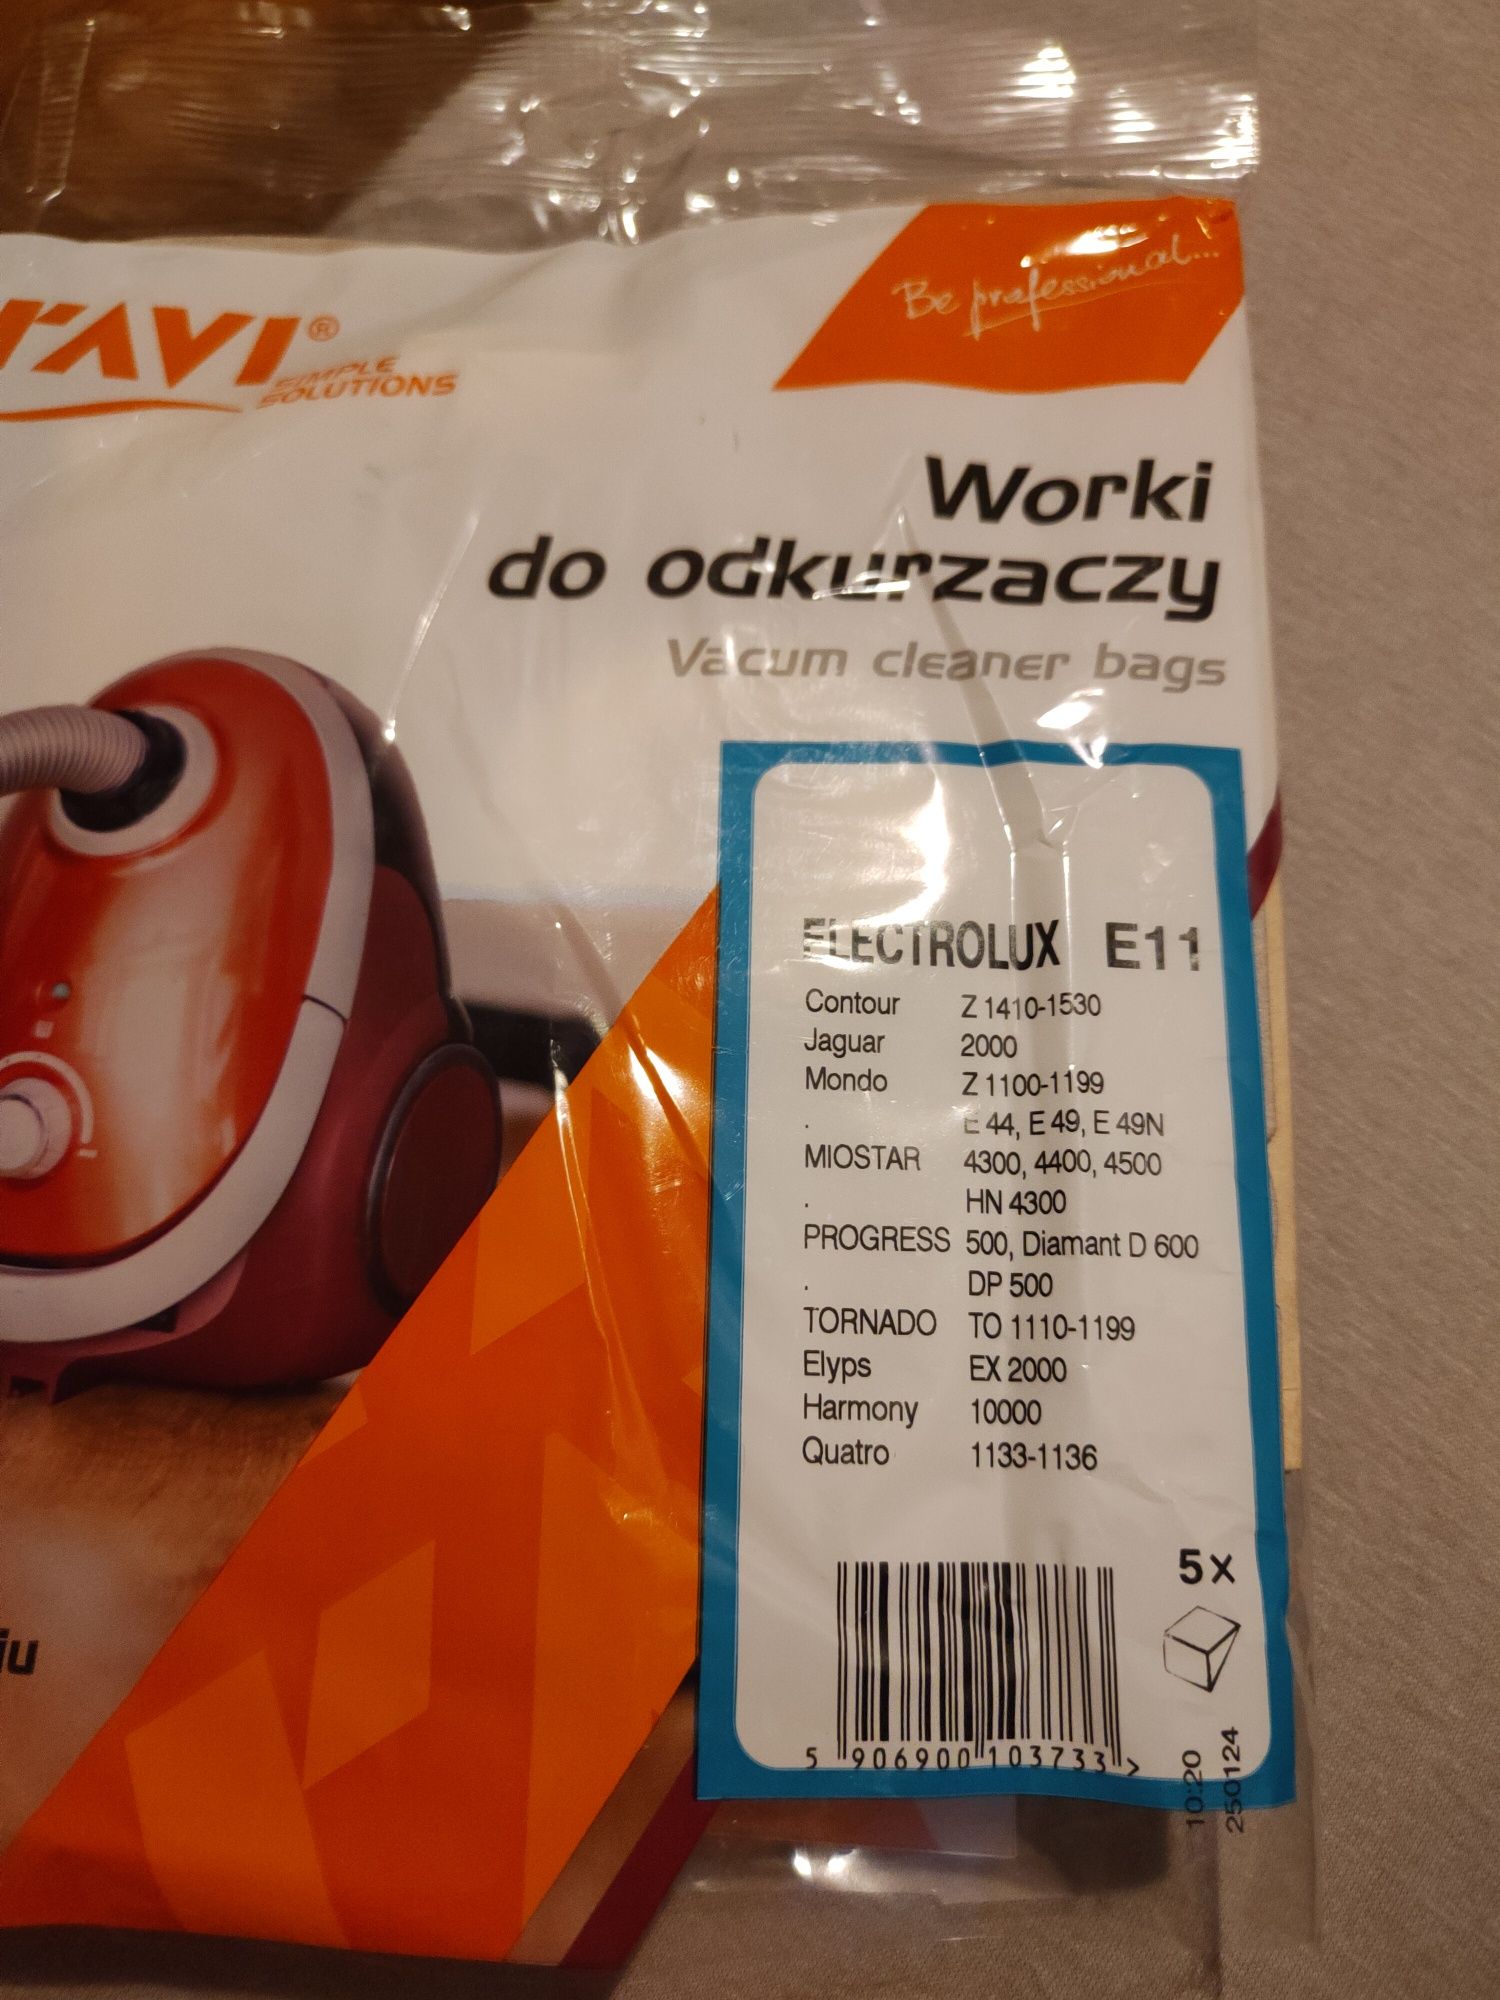 RAVI®
SIMPLE
SOLUTIONS
Be professional...
Worki
do odkurzaczy
Vacum cleaner bags
ELECTROLUX E11
Contour Z 1410-1530
Jaguar 2000
Mondo Z 1100-1199
. E 44, E 49, E 49N
MIOSTAR 4300, 4400, 4500
. HN 4300
PROGRESS 500, Diamant D 600
. DP 500
TORNADO TO 1110-1199
Elyps EX 2000
Harmony 10000
Quatro 1133-1136
5x
5 906900 103733 >
10:20
250124
iu